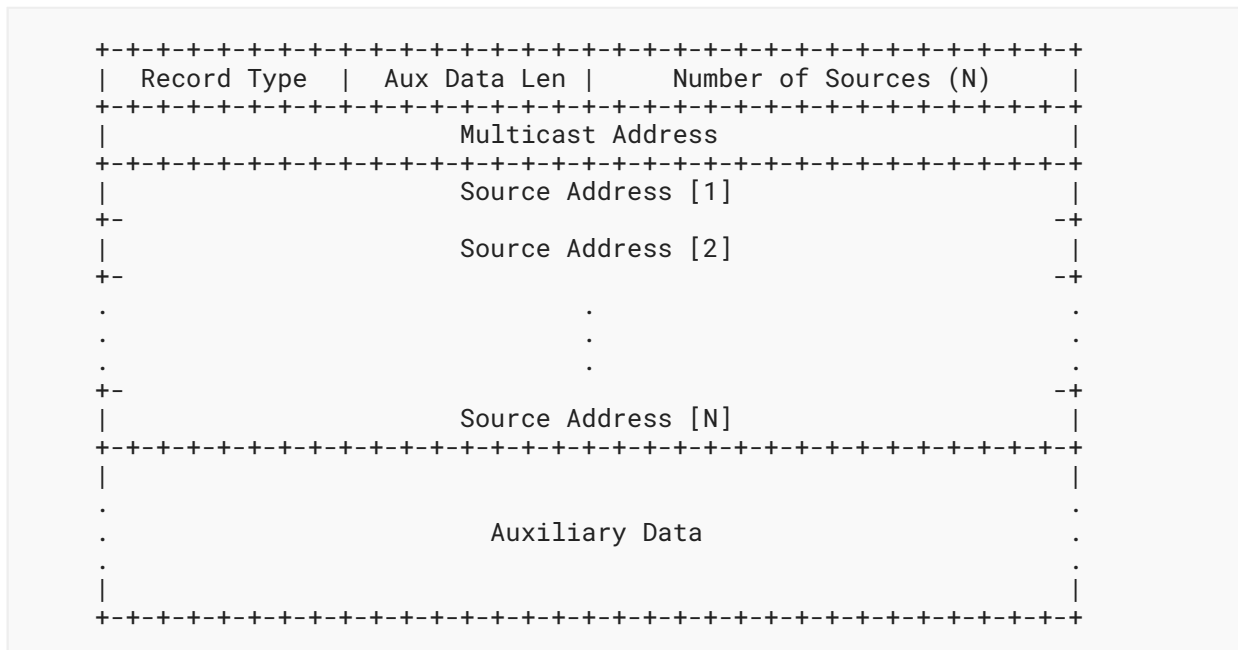 +-+-+-+-+-+-+-+-+-+-+-+-+-+-+-+-+-+-+-+-+-+-+-+-+-+-+-+-+-+-+-+-+
|  Record Type  |  Aux Data Len |     Number of Sources (N)     |
+-+-+-+-+-+-+-+-+-+-+-+-+-+-+-+-+-+-+-+-+-+-+-+-+-+-+-+-+-+-+-+-+
|                       Multicast Address                       |
+-+-+-+-+-+-+-+-+-+-+-+-+-+-+-+-+-+-+-+-+-+-+-+-+-+-+-+-+-+-+-+-+
|                       Source Address [1]                      |
+-                                                             -+
|                       Source Address [2]                      |
+-                                                             -+
.                               .                               .
.                               .                               .
.                               .                               .
+-                                                             -+
|                       Source Address [N]                      |
+-+-+-+-+-+-+-+-+-+-+-+-+-+-+-+-+-+-+-+-+-+-+-+-+-+-+-+-+-+-+-+-+
|                                                               |
.                                                               .
.                         Auxiliary Data                        .
.                                                               .
|                                                               |
+-+-+-+-+-+-+-+-+-+-+-+-+-+-+-+-+-+-+-+-+-+-+-+-+-+-+-+-+-+-+-+-+